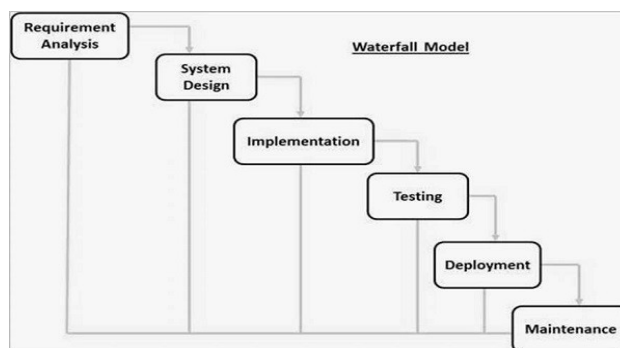 Requirement
Analysis
Waterfall Model
System
Design
Implementation
Testing
Deployment
Maintenance